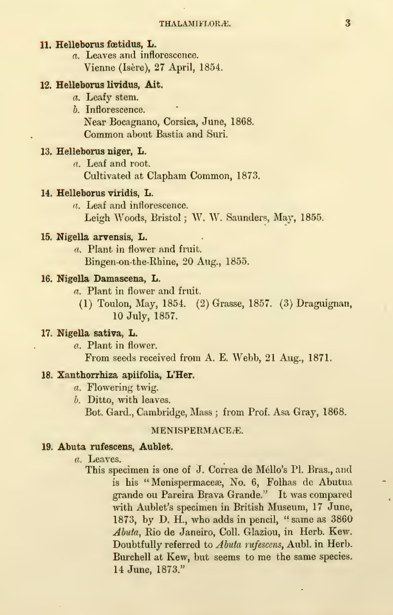 THALAMIFLORÆ. 3
11. Helleborus fœtidus, L.
a. Leaves and inflorescence.
Vienne (Isère), 27 April, 1854.
12. Helleborus lividus, Ait.
a. Leafy stem.
b. Inflorescence.
Near Bocagnano, Corsica, June, 1868.
Common about Bastia and Suri.
13. Helleborus niger, L.
a. Leaf and root.
Cultivated at Clapham Common, 1873.
14. Helleborus viridis, L.
a. Leaf and inflorescence.
Leigh Woods, Bristol ; W. W. Saunders, May, 1855.
15. Nigella arvensis, L.
a. Plant in flower and fruit.
Bingen-on-the-Rhine, 20 Aug., 1855.
16. Nigella Damascena, L.
a. Plant in flower and fruit.
(1) Toulon, May, 1854. (2) Grasse, 1857. (3) Draguignan,
10 July, 1857.
17. Nigella sativa, L.
a. Plant in flower.
From seeds received from A. E. Webb, 21 Aug., 1871.
18. Xanthorrhiza apiifolia, L'Her.
a. Flowering twig.
b. Ditto, with leaves.
Bot. Gard., Cambridge, Mass ; from Prof. Asa Gray, 1868.
MENISPERMACEÆ.
19. Abuta rufescens, Aublet.
a. Leaves.
This specimen is one of J. Correa de Méllo's Pl. Bras., and
is his "Menispermaceæ, No. 6, Folhas de Abutua
grande ou Pareira Brava Grande." It was compared
with Aublet's specimen in British Museum, 17 June,
1873, by D. H., who adds in pencil, "same as 3860
Abuta, Rio de Janeiro, Coll. Glaziou, in Herb. Kew.
Doubtfully referred to Abuta rufescens, Aubl. in Herb.
Burchell at Kew, but seems to me the same species.
14 June, 1873."